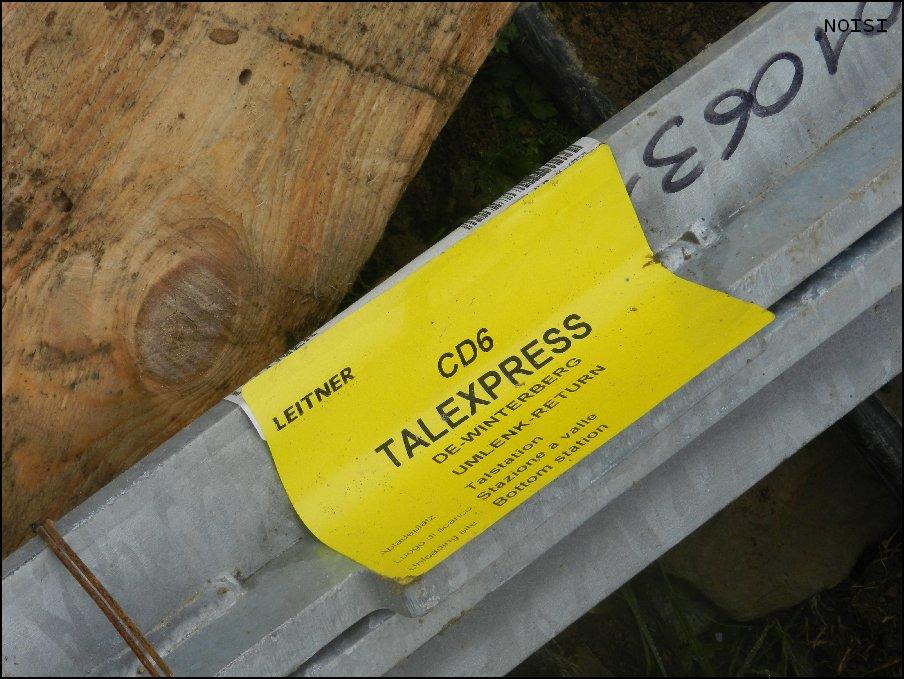 NOISI
LEITNER
CD6
TALEXPRESS
DE-WINTERBERG
UMLENK-RETURN
Talstation
Stazione a valle
Bottom station
Abladeplatz
Luogo di scarico
Unloading site